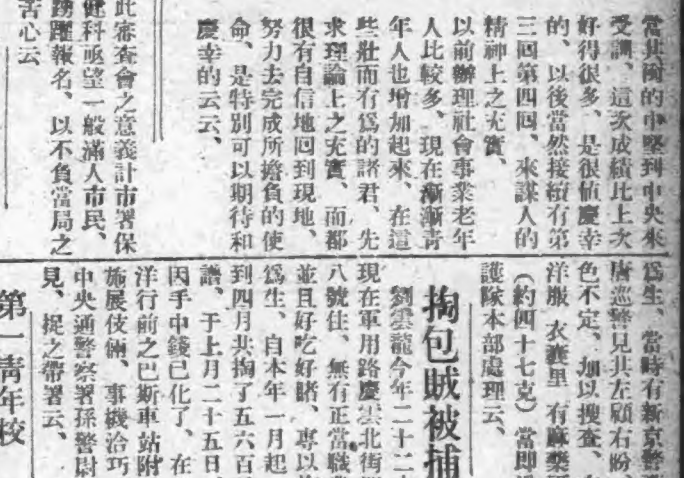 當其間的中堅到中央來
受訓、這次成績比上次
好得很多、是很值慶幸
的、以後當然接續有第
三回第四回、來謀人的
精神上之充實、
以前辦理社會事業老年
人比較多、現在漸漸青
年人也增加起來、在這
些壯而有爲的諸君、先
求理論上之充實、而都
很有自信地回到現地、
努力去完成所擔負的使
命、是特別可以期待和
慶幸的云云、
此審査會之意義計市署保
健科亟望一般滿人市民、
踴躍報名、以不負當局之
苦心云
爲生、當時有新京警
唐巡警見其左顧右盼、
色不定、加以搜査、
洋服衣縫里有麻藥
(約四十七克)當即
護隊本部處理云、
掏包賊被捕
劉雲龍今年二十二
現在軍用路慶雲北街
八號住、無有正當職
並且好吃好賭、專以
爲生、自本年一月起
到四月共掏了五六百
譜、于上月二十五日
因手中錢已化了、在
洋行前之巴斯車站附
施展伎倆、事機洽巧
中央通警察署孫警尉
見、捉之帶署云、
第一靑年校